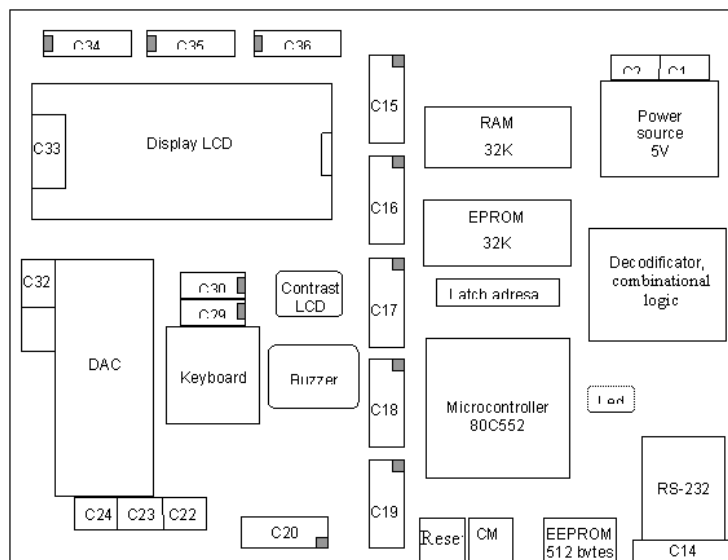 C34
C35
C36
C15
C2
C1
RAM
32K
Power
source
5V
C33
Display LCD
C16
EPROM
32K
Decodificator,
combinational
logic
C32
C30
Contrast
LCD
C17
Latch adresa
C29
DAC
Keyboard
Buzzer
C18
Microcontroller
80C552
Led
RS-232
C24
C23
C22
C20
C19
Reset
CM
EEPROM
512 bytes
C14